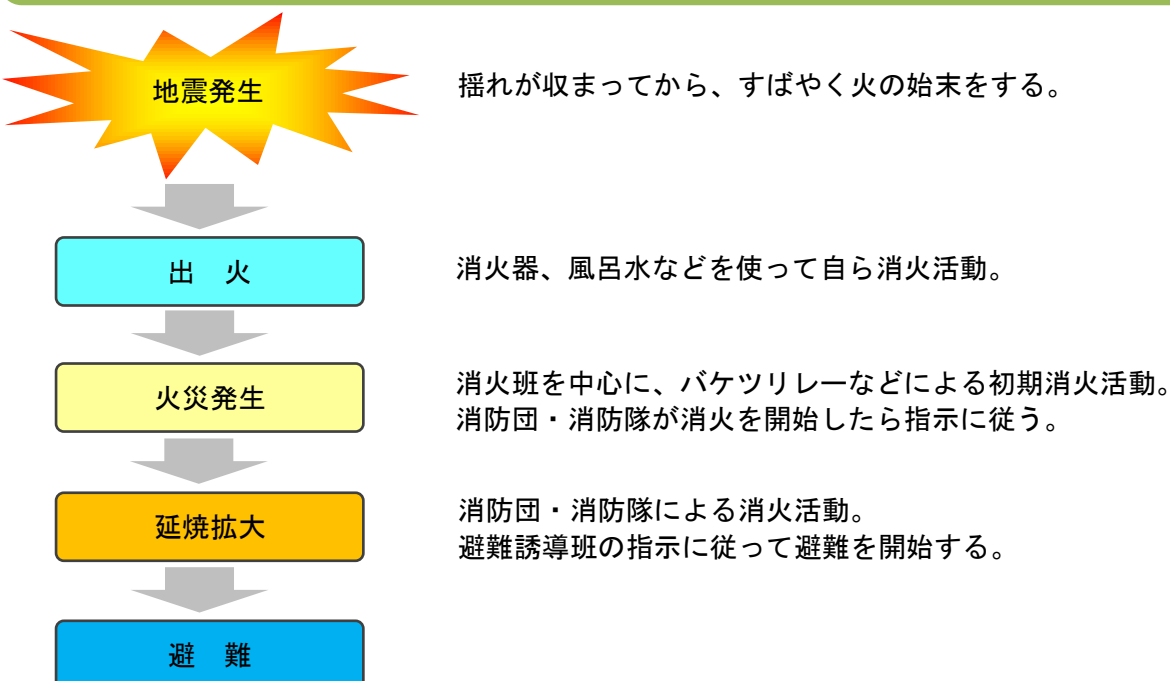 地震発生
揺れが収まってから、すばやく火の始末をする。
出　火
消火器、風呂水などを使って自ら消火活動。
火災発生
消火班を中心に、バケツリレーなどによる初期消火活動。
消防団・消防隊が消火を開始したら指示に従う。
延焼拡大
消防団・消防隊による消火活動。
避難誘導班の指示に従って避難を開始する。
避　難